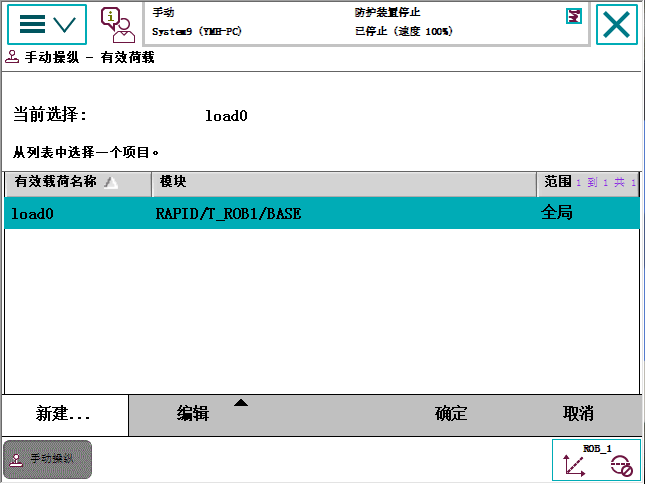 手动 防护装置停止
System9 (YMH-PC) 已停止 (速度 100%)
手动操纵 - 有效荷载
当前选择: load0
从列表中选择一个项目。
有效载荷名称 模块 范围 1 到 1 共 1
load0 RAPID/T_ROB1/BASE 全局
新建... 编辑 确定 取消
手动操纵 ROB_1